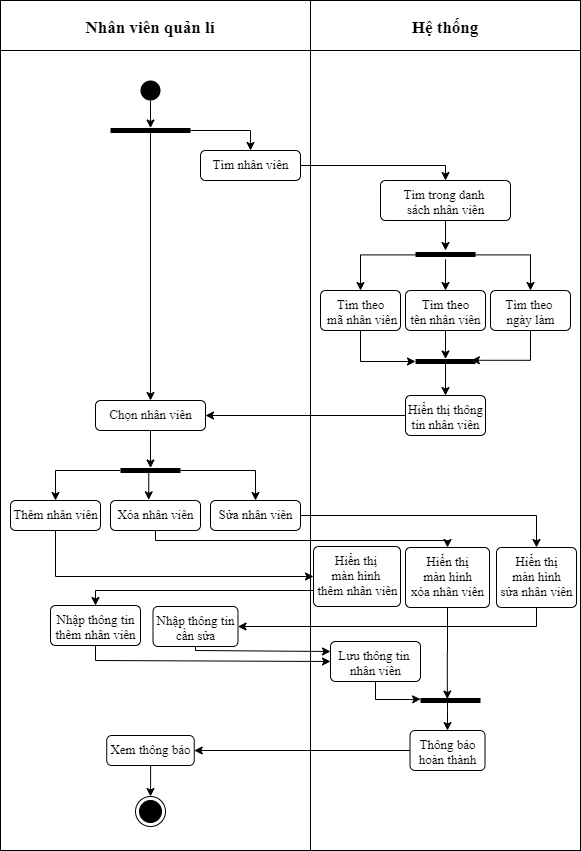 Nhân viên quản lí
Hệ thống
Tìm nhân viên
Tìm trong danh
sách nhân viên
Tìm theo
mã nhân viên
Tìm theo
tên nhân viên
Tìm theo
ngày làm
Hiển thị thông
tin nhân viên
Chọn nhân viên
Thêm nhân viên
Xóa nhân viên
Sửa nhân viên
Hiển thị
màn hình
thêm nhân viên
Hiển thị
màn hình
xóa nhân viên
Hiển thị
màn hình
sửa nhân viên
Nhập thông tin
thêm nhân viên
Nhập thông tin
cần sửa
Lưu thông tin
nhân viên
Thông báo
hoàn thành
Xem thông báo